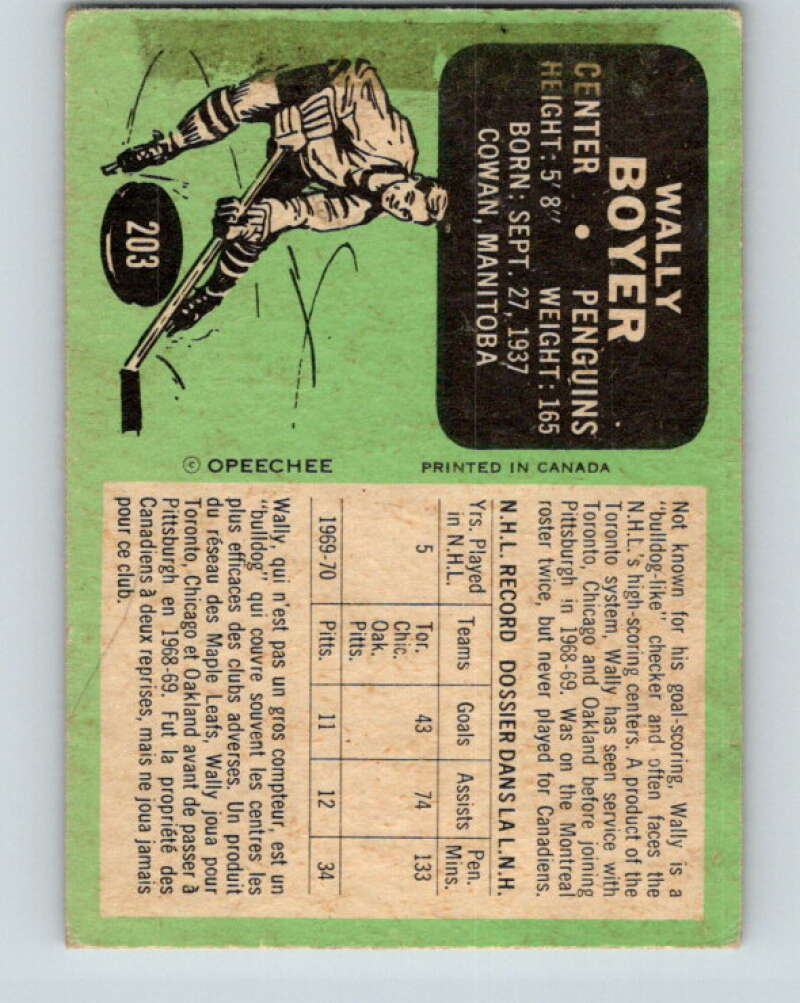 WALLY
BOYER
CENTER • PENGUINS
HEIGHT: 5' 8" WEIGHT: 165
BORN: SEPT. 27, 1937
COWAN, MANITOBA
203
© OPEECHEE
PRINTED IN CANADA
Not known for his goal-scoring, Wally is a
"bulldog-like" checker and often faces the
N.H.L.'s high-scoring centers. A product of the
Toronto system, Wally has seen service with
Toronto, Chicago and Oakland before joining
Pittsburgh in 1968-69. Was on the Montreal
roster twice, but never played for Canadiens.
N.H.L. RECORD DOSSIER DANS LA L.N.H.
Yrs. Played Teams Goals Assists Pen.
in N.H.L. Mins.
5 Tor. 43 74 133
Chic.
Oak.
Pitts.
1969-70 Pitts. 11 12 34
Wally, qui n'est pas un gros compteur, est un
"bulldog" qui couvre souvent les centres les
plus efficaces des clubs adverses. Un produit
du réseau des Maple Leafs, Wally joua pour
Toronto, Chicago et Oakland avant de passer à
Pittsburgh en 1968-69. Fut la propriété des
Canadiens à deux reprises, mais ne joua jamais
pour ce club.